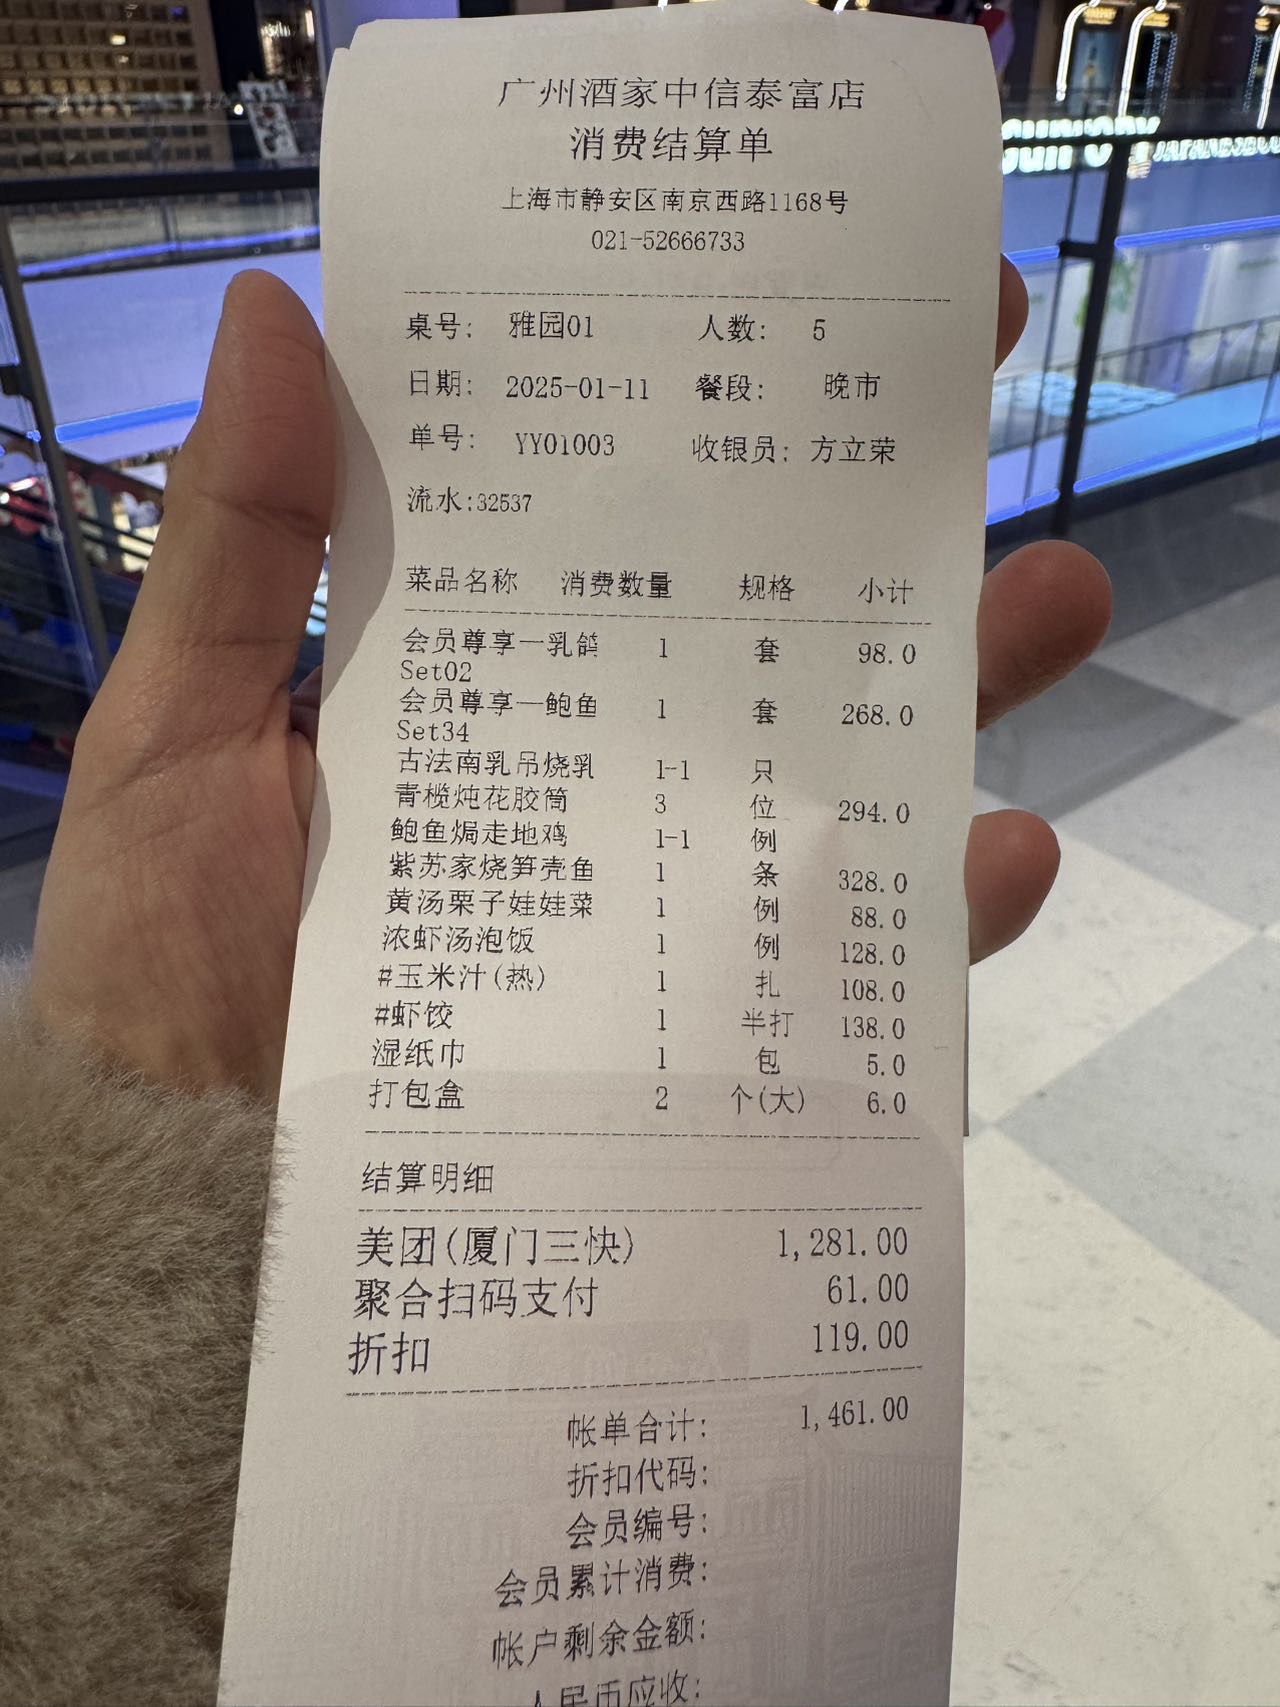 广州酒家中信泰富店
消费结算单
上海市静安区南京西路1168号
021-52666733
桌号: 雅园01 人数: 5
日期: 2025-01-11 餐段: 晚市
单号: YY01003 收银员: 方立荣
流水:32537
菜品名称 消费数量 规格 小计
会员尊享一乳鸽 1 套 98.0
Set02
会员尊享一鲍鱼 1 套 268.0
Set34
古法南乳吊烧乳 1-1 只
青榄炖花胶筒 3 位 294.0
鲍鱼焗走地鸡 1-1 例
紫苏家烧笋壳鱼 1 条 328.0
黄汤栗子娃娃菜 1 例 88.0
浓虾汤泡饭 1 例 128.0
#玉米汁(热) 1 扎 108.0
#虾饺 1 半打 138.0
湿纸巾 1 包 5.0
打包盒 2 个(大) 6.0
结算明细
美团(厦门三快) 1,281.00
聚合扫码支付 61.00
折扣 119.00
帐单合计: 1,461.00
折扣代码:
会员编号:
会员累计消费:
帐户剩余金额:
人民币应收: